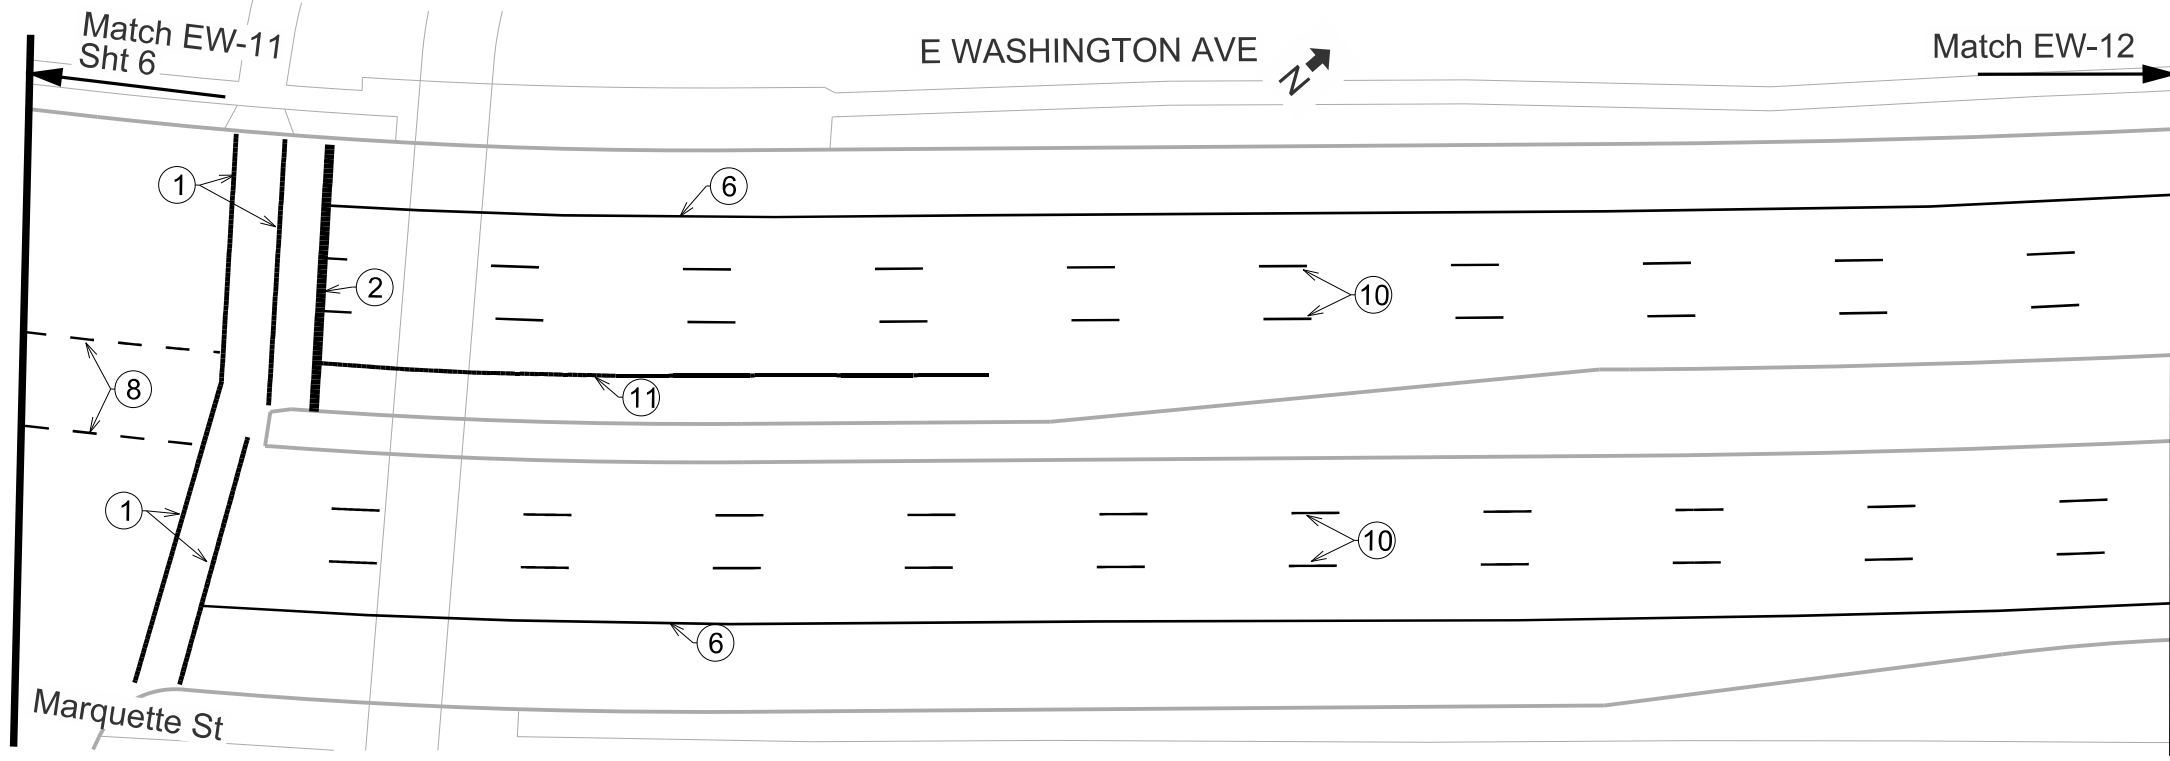 Match EW-11
Sht 6
E WASHINGTON AVE
N
Match EW-12
1
6
2
10
8
11
1
10
6
Marquette St